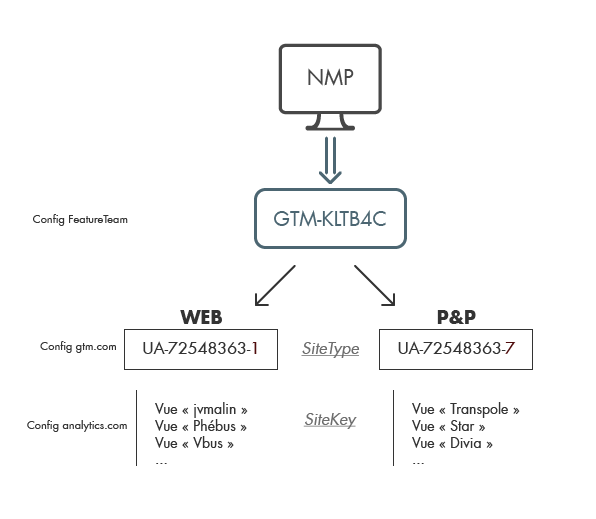 NMP
Config FeatureTeam
GTM-KLTB4C
WEB
P&P
Config gtm.com
UA-72548363-1
SiteType
UA-72548363-7
Config analytics.com
Vue « jvmalin »
Vue « Phébus »
Vue « Vbus »
...
SiteKey
Vue « Transpole »
Vue « Star »
Vue « Divia »
...